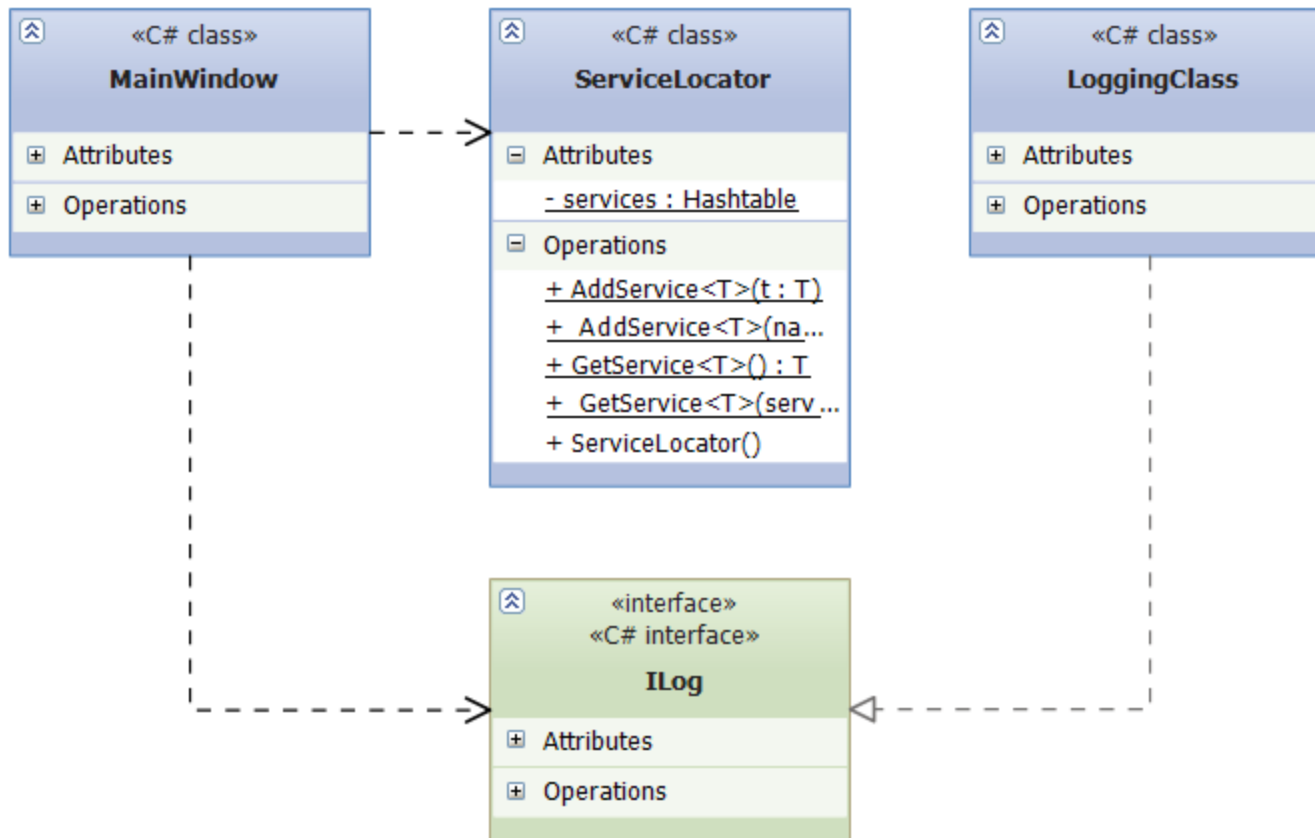 «C# class»
MainWindow
Attributes
Operations
«C# class»
ServiceLocator
Attributes
- services : Hashtable
Operations
+ AddService<T>(t : T)
+ AddService<T>(na...
+ GetService<T>() : T
+ GetService<T>(serv...
+ ServiceLocator()
«C# class»
LoggingClass
Attributes
Operations
«interface»
«C# interface»
ILog
Attributes
Operations